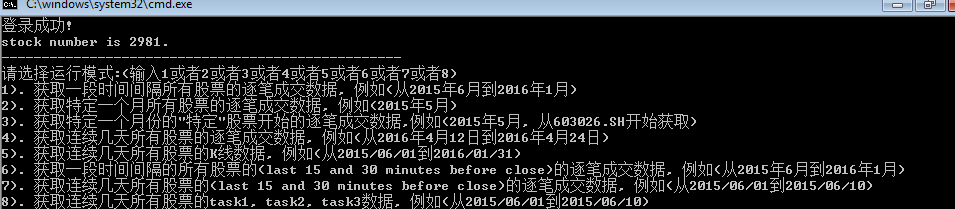 C:\windows\system32\cmd.exe
登录成功!
stock number is 2981.
--------------------------------------------------
请选择运行模式:(输入1或者2或者3或者4或者5或者6或者7或者8)
1). 获取一段时间间隔所有股票的逐笔成交数据, 例如(从2015年6月到2016年1月)
2). 获取特定一个月所有股票的逐笔成交数据, 例如(2015年5月)
3). 获取特定一个月份的"特定"股票开始的逐笔成交数据,例如(2015年5月, 从603026.SH开始获取)
4). 获取连续几天所有股票的逐笔成交数据, 例如(从2016年4月12日到2016年4月24日)
5). 获取连续几天所有股票的K线数据, 例如(从2015/06/01到2016/01/31)
6). 获取一段时间间隔的所有股票的(last 15 and 30 minutes before close)的逐笔成交数据, 例如(从2015年6月到2016年1月)
7). 获取连续几天所有股票的(last 15 and 30 minutes before close)的逐笔成交数据, 例如(从2015/06/01到2015/06/10)
8). 获取连续几天所有股票的task1, task2, task3数据, 例如(从2015/06/01到2015/06/10)